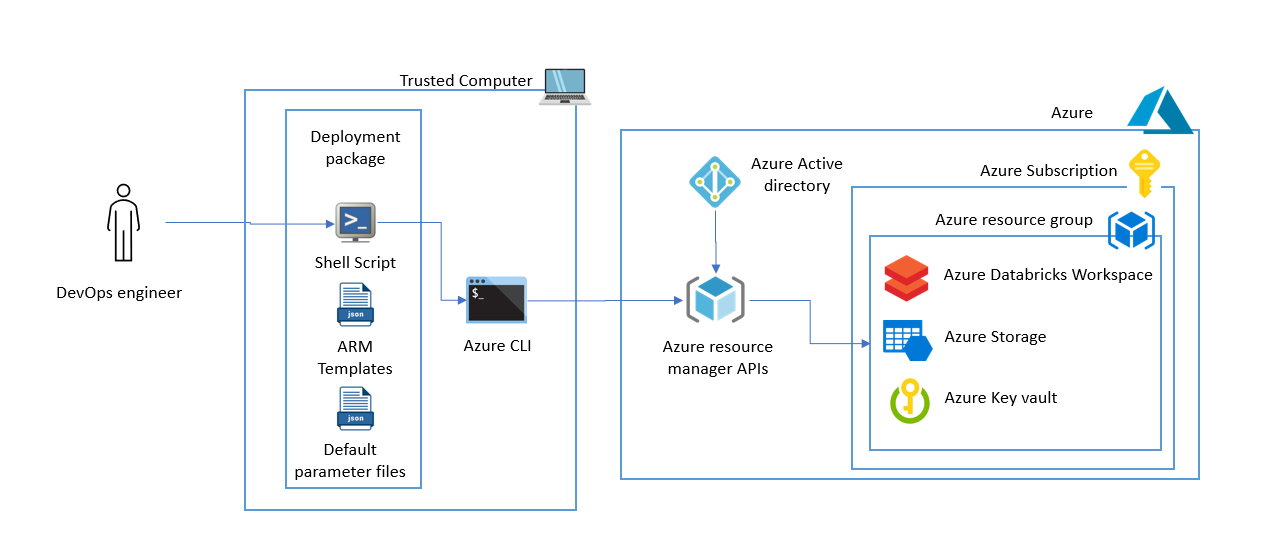 Trusted Computer
Deployment
package
Shell Script
json
ARM
Templates
json
Default
parameter files
DevOps engineer
$_
Azure CLI
Azure
Azure Active
directory
Azure Subscription
Azure resource group
Azure resource
manager APIs
Azure Databricks Workspace
Azure Storage
Azure Key vault